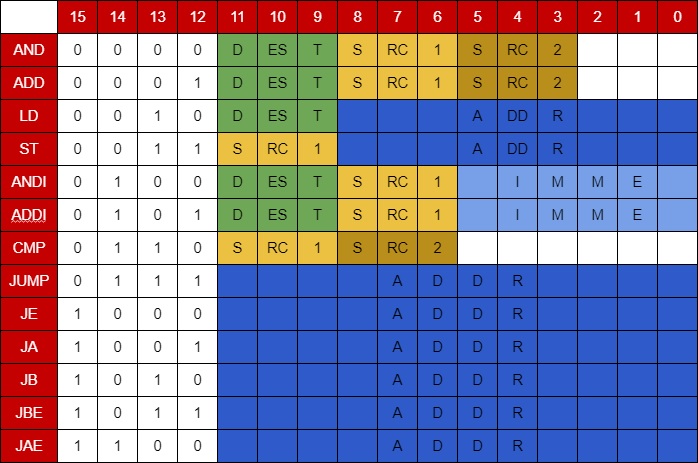 15 14 13 12 11 10 9 8 7 6 5 4 3 2 1 0
AND 0 0 0 0 D ES T S RC 1 S RC 2
ADD 0 0 0 1 D ES T S RC 1 S RC 2
LD 0 0 1 0 D ES T A DD R
ST 0 0 1 1 S RC 1 A DD R
ANDI 0 1 0 0 D ES T S RC 1 I M M E
ADDI 0 1 0 1 D ES T S RC 1 I M M E
CMP 0 1 1 0 S RC 1 S RC 2
JUMP 0 1 1 1 A D D R
JE 1 0 0 0 A D D R
JA 1 0 0 1 A D D R
JB 1 0 1 0 A D D R
JBE 1 0 1 1 A D D R
JAE 1 1 0 0 A D D R